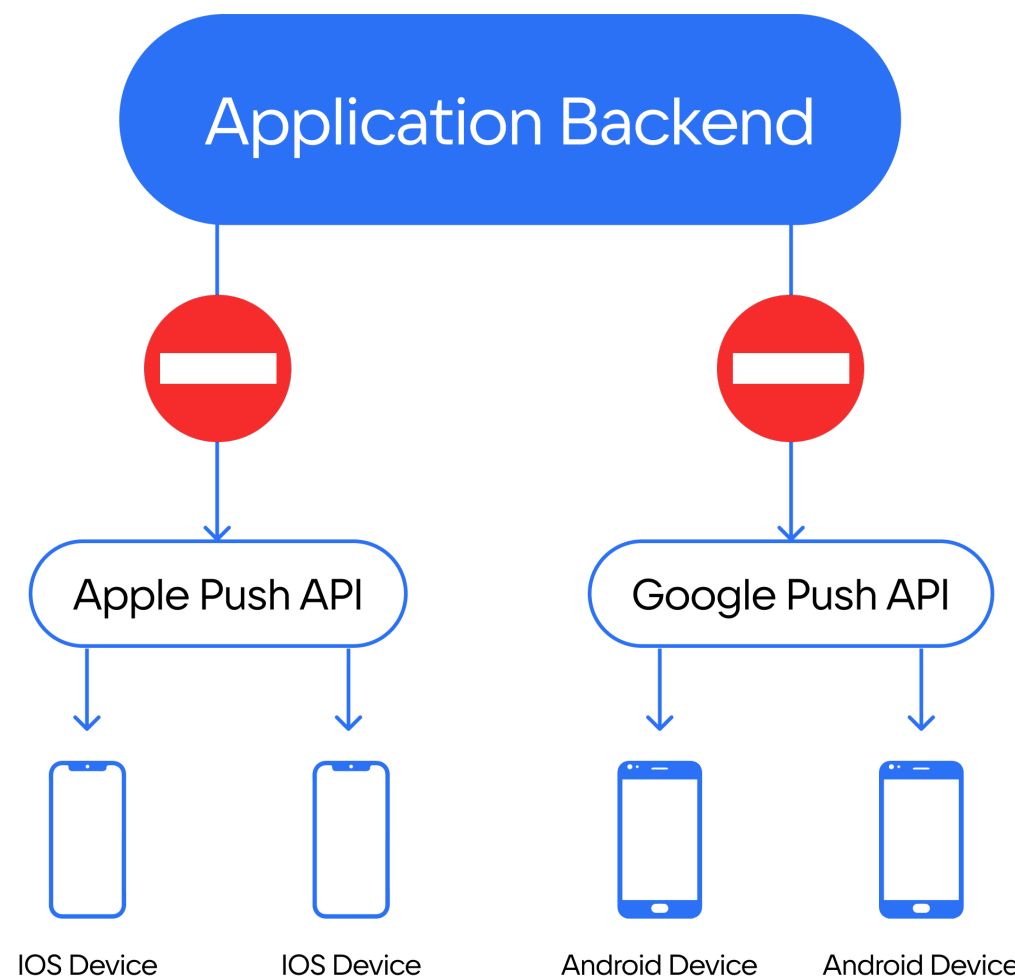 Application Backend
Apple Push API
Google Push API
IOS Device
IOS Device
Android Device
Android Device